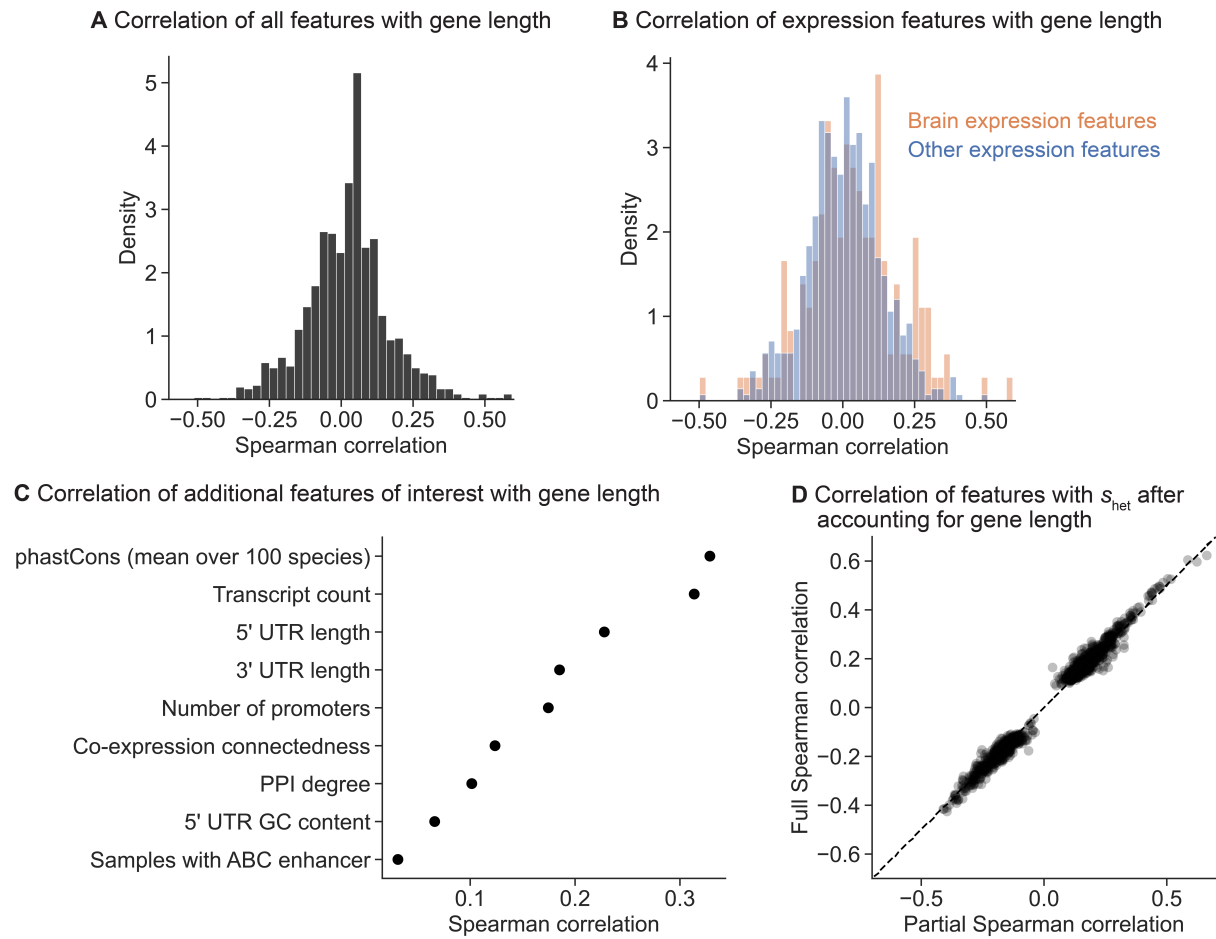 A Correlation of all features with gene length
5
4
3
2
1
0
Density
−0.50 −0.25 0.00 0.25 0.50
Spearman correlation
B Correlation of expression features with gene length
4
3
2
1
0
Density
Brain expression features
Other expression features
−0.50 −0.25 0.00 0.25 0.50
Spearman correlation
C Correlation of additional features of interest with gene length
phastCons (mean over 100 species)
Transcript count
5' UTR length
3' UTR length
Number of promoters
Co-expression connectedness
PPI degree
5' UTR GC content
Samples with ABC enhancer
0.1 0.2 0.3
Spearman correlation
D Correlation of features with s_het after
accounting for gene length
0.6
0.4
0.2
0.0
−0.2
−0.4
−0.6
Full Spearman correlation
−0.5 0.0 0.5
Partial Spearman correlation